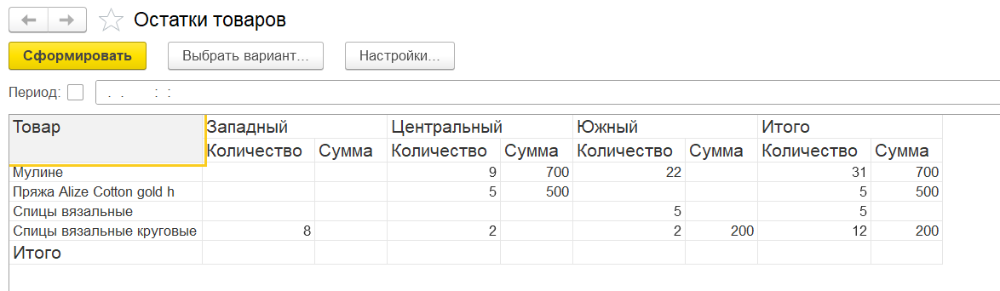 Остатки товаров
Сформировать Выбрать вариант... Настройки...
Период: . . : :
Товар Западный Центральный Южный Итого
Количество Сумма Количество Сумма Количество Сумма Количество Сумма
Мулине 9 700 22 31 700
Пряжа Alize Cotton gold h 5 500 5 500
Спицы вязальные 5 5
Спицы вязальные круговые 8 2 2 200 12 200
Итого